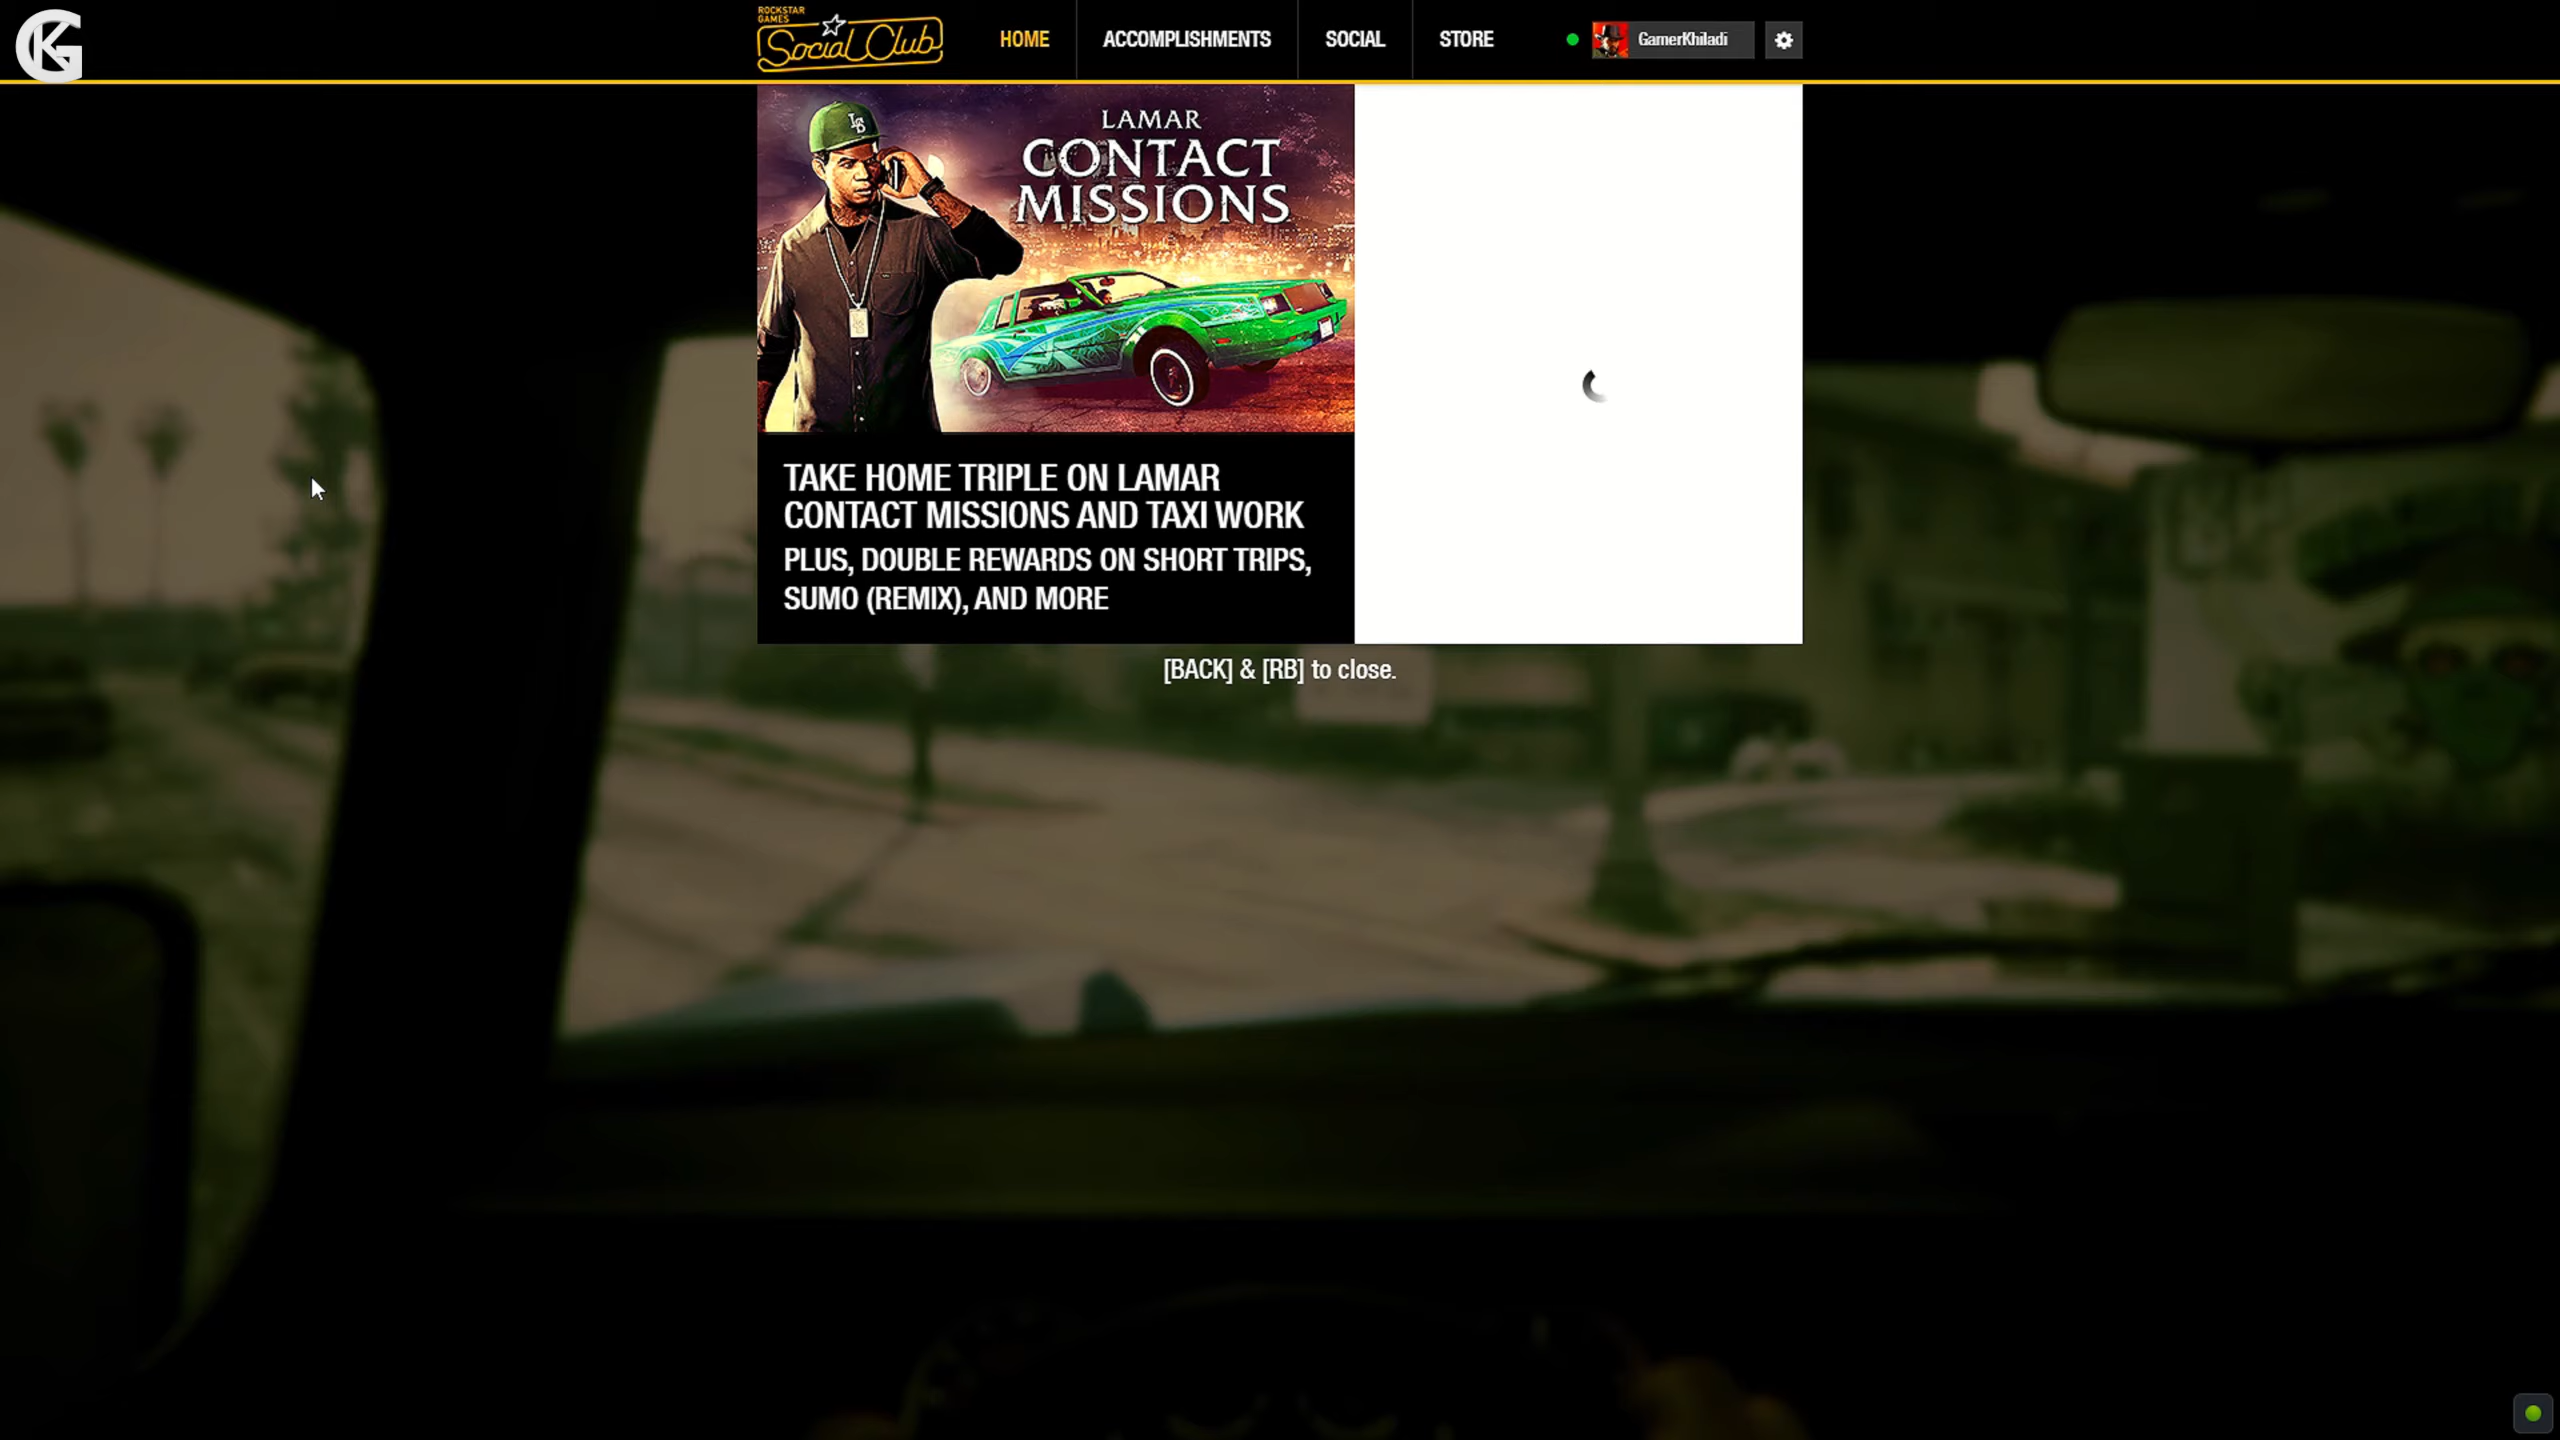 ROCKSTAR
GAMES
Social Club
HOME
ACCOMPLISHMENTS
SOCIAL
STORE
GamerKhiladi
LAMAR
CONTACT
MISSIONS
LS
TAKE HOME TRIPLE ON LAMAR
CONTACT MISSIONS AND TAXI WORK
PLUS, DOUBLE REWARDS ON SHORT TRIPS,
SUMO (REMIX), AND MORE
[BACK] & [RB] to close.